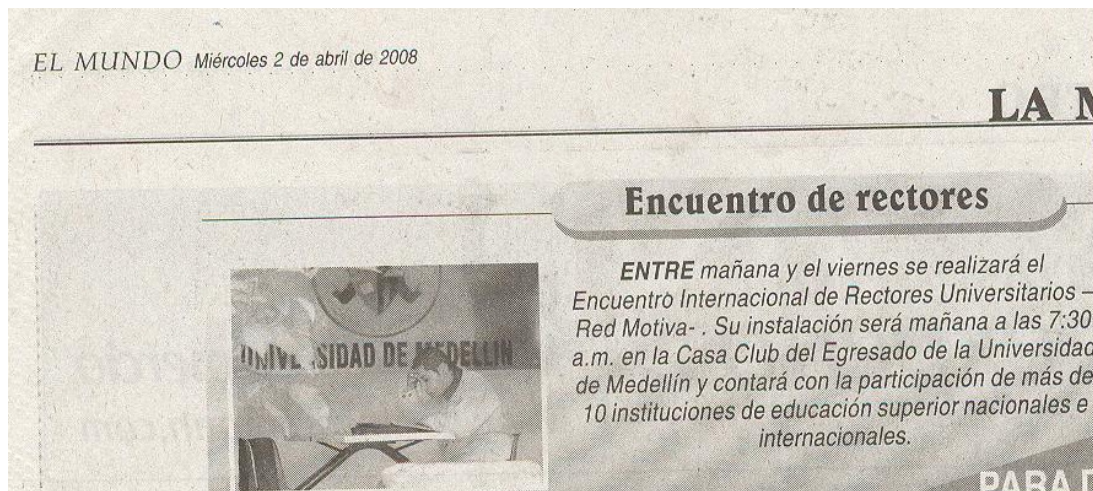 EL MUNDO Miércoles 2 de abril de 2008
LA M
Encuentro de rectores
ENTRE mañana y el viernes se realizará el
Encuentro Internacional de Rectores Universitarios –
Red Motiva- . Su instalación será mañana a las 7:30
a.m. en la Casa Club del Egresado de la Universidad
de Medellín y contará con la participación de más de
10 instituciones de educación superior nacionales e
internacionales.
UNIVE SIDAD DE MEDELLIN
PARA D